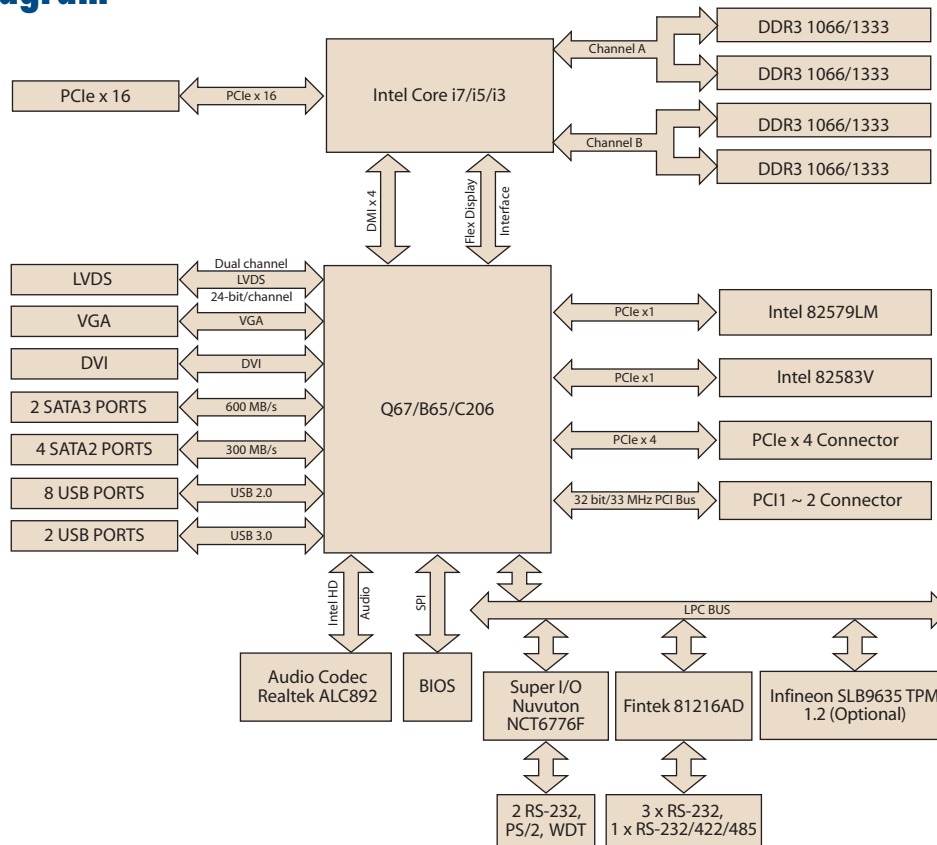 DDR3 1066/1333
Channel A
DDR3 1066/1333
PCIe x 16
PCIe x 16
Intel Core i7/i5/i3
DDR3 1066/1333
Channel B
DDR3 1066/1333
DMI x 4
Flex Display
Interface
LVDS
Dual channel
LVDS
24-bit/channel
VGA
VGA
DVI
DVI
2 SATA3 PORTS
600 MB/s
4 SATA2 PORTS
300 MB/s
8 USB PORTS
USB 2.0
2 USB PORTS
USB 3.0
Q67/B65/C206
PCIe x1
Intel 82579LM
PCIe x1
Intel 82583V
PCIe x 4
PCIe x 4 Connector
32 bit/33 MHz PCI Bus
PCI1 ~ 2 Connector
Intel HD
Audio
SPI
LPC BUS
Audio Codec
Realtek ALC892
BIOS
Super I/O
Nuvuton
NCT6776F
Fintek 81216AD
Infineon SLB9635 TPM
1.2 (Optional)
2 RS-232,
PS/2, WDT
3 x RS-232,
1 x RS-232/422/485